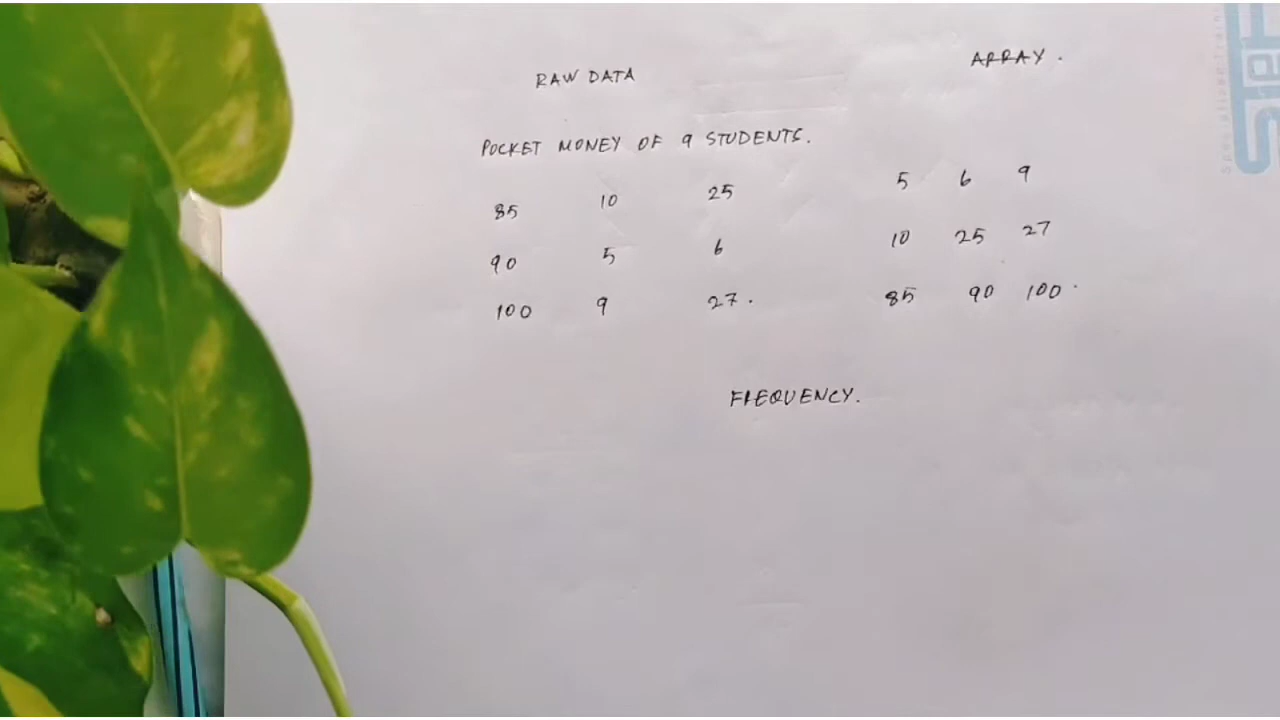 RAW DATA
POCKET MONEY OF 9 STUDENTS.
85 10 25
90 5 6
100 9 27.
ARRAY.
5 6 9
10 25 27
85 90 100.
FREQUENCY.